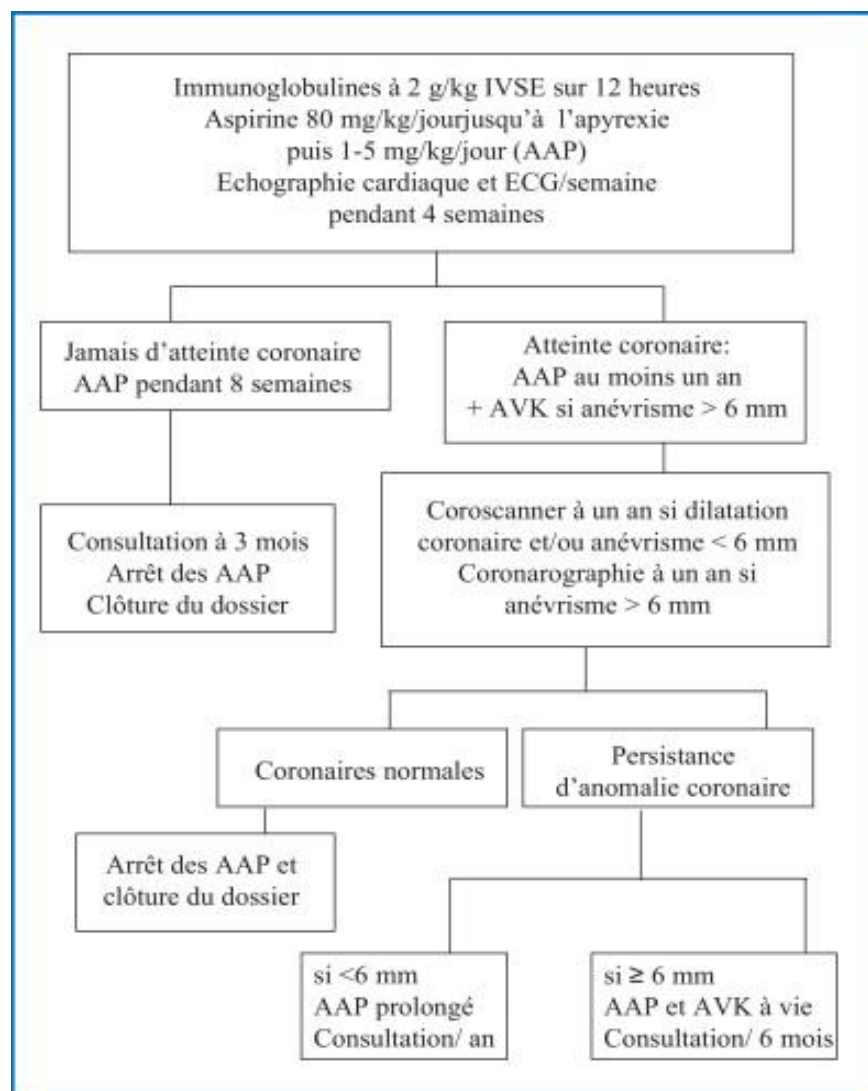 Immunoglobulines à 2 g/kg IVSE sur 12 heures
Aspirine 80 mg/kg/jourjusqu’à l’apyrexie
puis 1-5 mg/kg/jour (AAP)
Echographie cardiaque et ECG/semaine
pendant 4 semaines
Jamais d’atteinte coronaire
AAP pendant 8 semaines
Atteinte coronaire:
AAP au moins un an
+ AVK si anévrisme > 6 mm
Consultation à 3 mois
Arrêt des AAP
Clôture du dossier
Coroscanner à un an si dilatation
coronaire et/ou anévrisme < 6 mm
Coronarographie à un an si
anévrisme > 6 mm
Coronaires normales
Persistance
d’anomalie coronaire
Arrêt des AAP et
clôture du dossier
si <6 mm
AAP prolongé
Consultation/ an
si ≥ 6 mm
AAP et AVK à vie
Consultation/ 6 mois